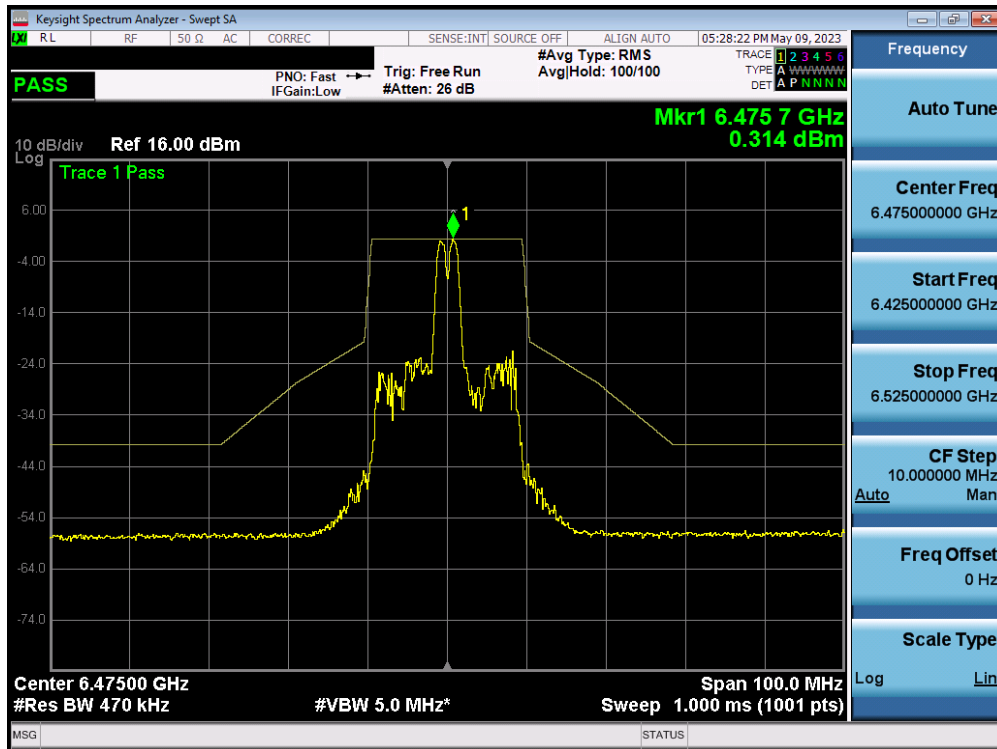 Keysight Spectrum Analyzer - Swept SA
LXI RL RF 50 Ω AC CORREC SENSE:INT SOURCE OFF ALIGN AUTO 05:28:22 PM May 09, 2023
PASS
PNO: Fast
IFGain:Low
Trig: Free Run
#Atten: 26 dB
#Avg Type: RMS
Avg|Hold: 100/100
TRACE 1 2 3 4 5 6
TYPE A WWWWW
DET A P N N N N
Mkr1 6.475 7 GHz
0.314 dBm
10 dB/div Ref 16.00 dBm
Log
Trace 1 Pass
1
6.00
-4.00
-14.0
-24.0
-34.0
-44.0
-54.0
-64.0
-74.0
Center 6.47500 GHz Span 100.0 MHz
#Res BW 470 kHz #VBW 5.0 MHz* Sweep 1.000 ms (1001 pts)
MSG STATUS
Frequency
Auto Tune
Center Freq
6.475000000 GHz
Start Freq
6.425000000 GHz
Stop Freq
6.525000000 GHz
CF Step
10.000000 MHz
Auto Man
Freq Offset
0 Hz
Scale Type
Log Lin